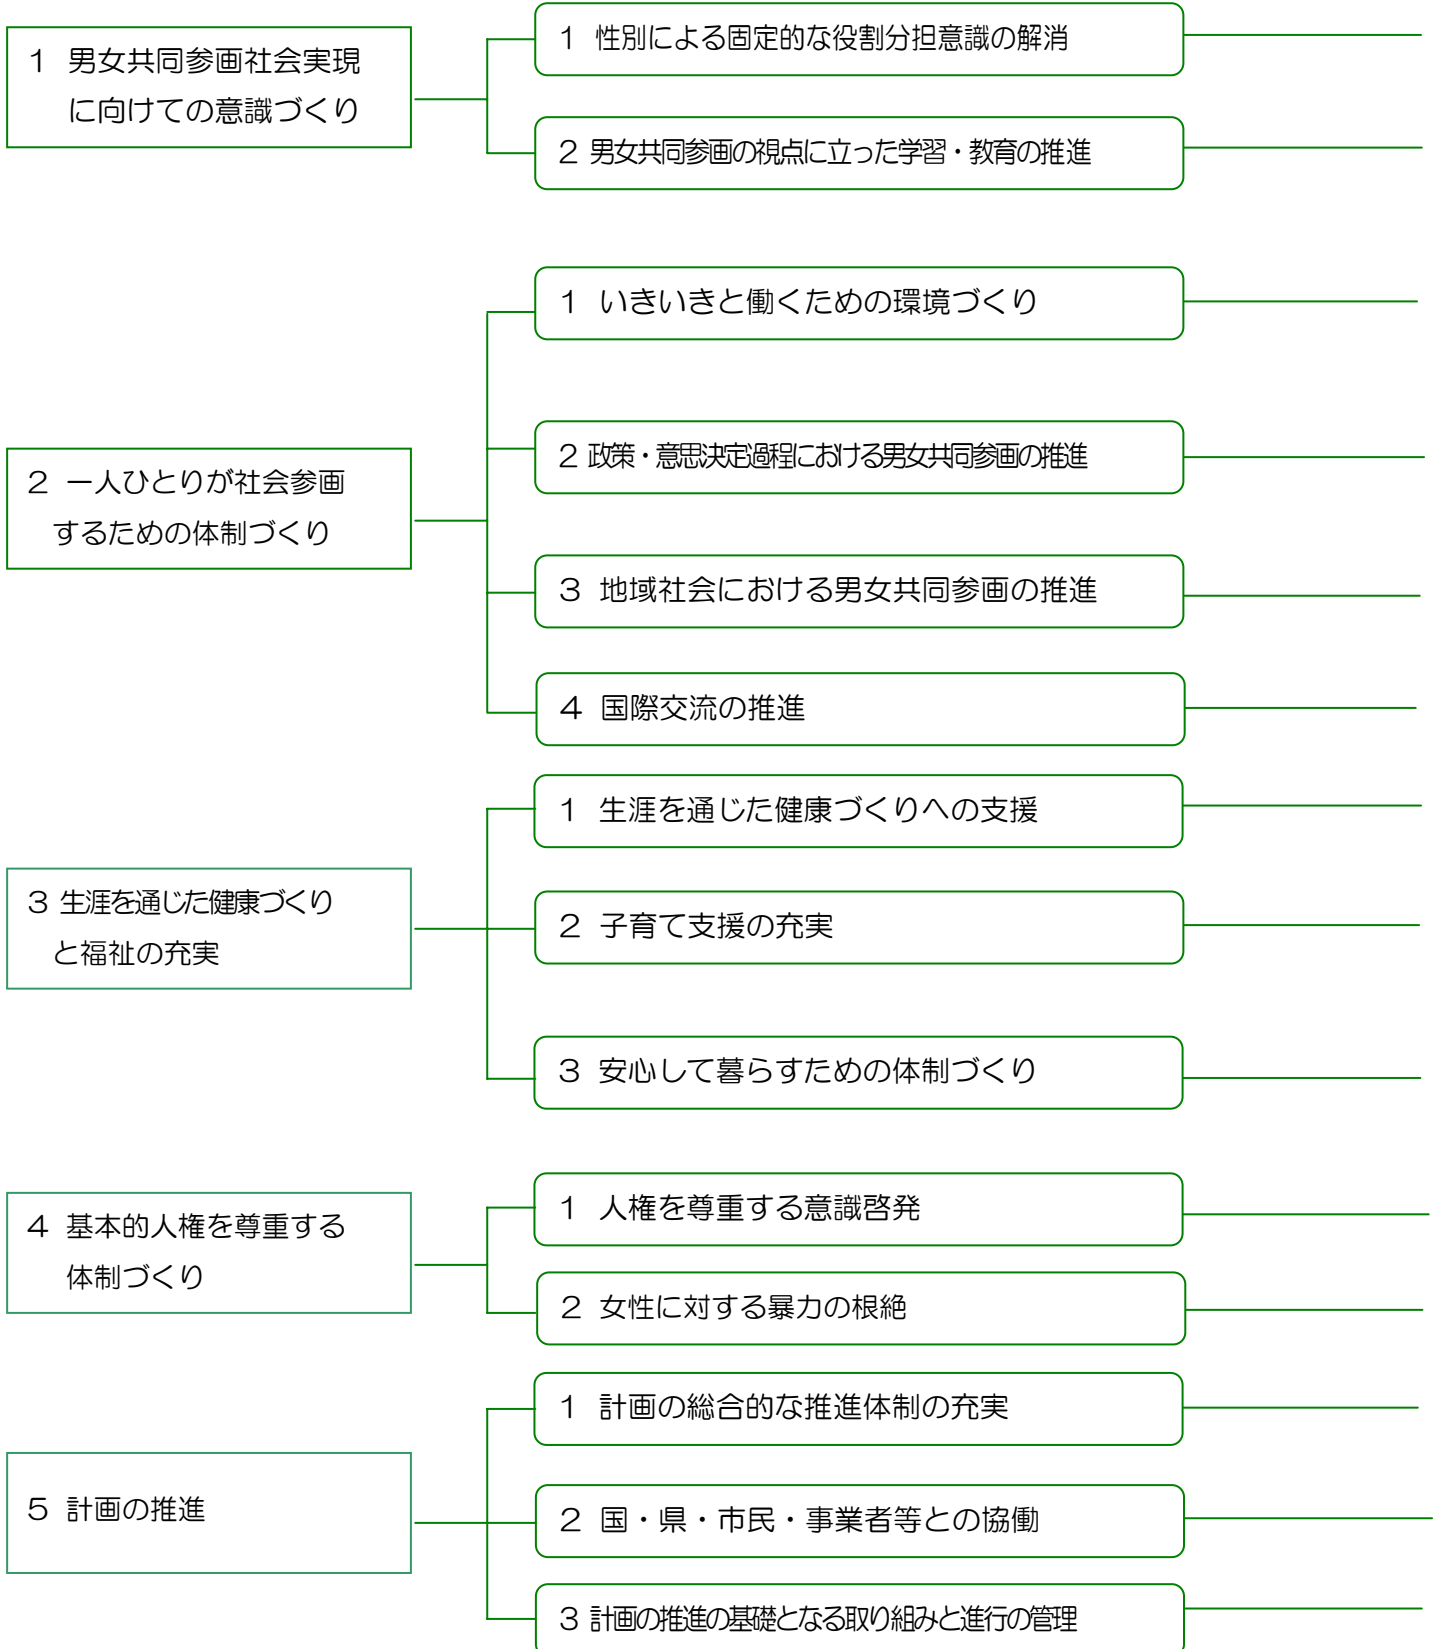 １ 男女共同参画社会実現
に向けての意識づくり
１ 性別による固定的な役割分担意識の解消
２ 男女共同参画の視点に立った学習・教育の推進
２ 一人ひとりが社会参画
するための体制づくり
１ いきいきと働くための環境づくり
２ 政策・意思決定過程における男女共同参画の推進
３ 地域社会における男女共同参画の推進
４ 国際交流の推進
３ 生涯を通じた健康づくり
と福祉の充実
１ 生涯を通じた健康づくりへの支援
２ 子育て支援の充実
３ 安心して暮らすための体制づくり
４ 基本的人権を尊重する
体制づくり
１ 人権を尊重する意識啓発
２ 女性に対する暴力の根絶
５ 計画の推進
１ 計画の総合的な推進体制の充実
２ 国・県・市民・事業者等との協働
３ 計画の推進の基礎となる取り組みと進行の管理